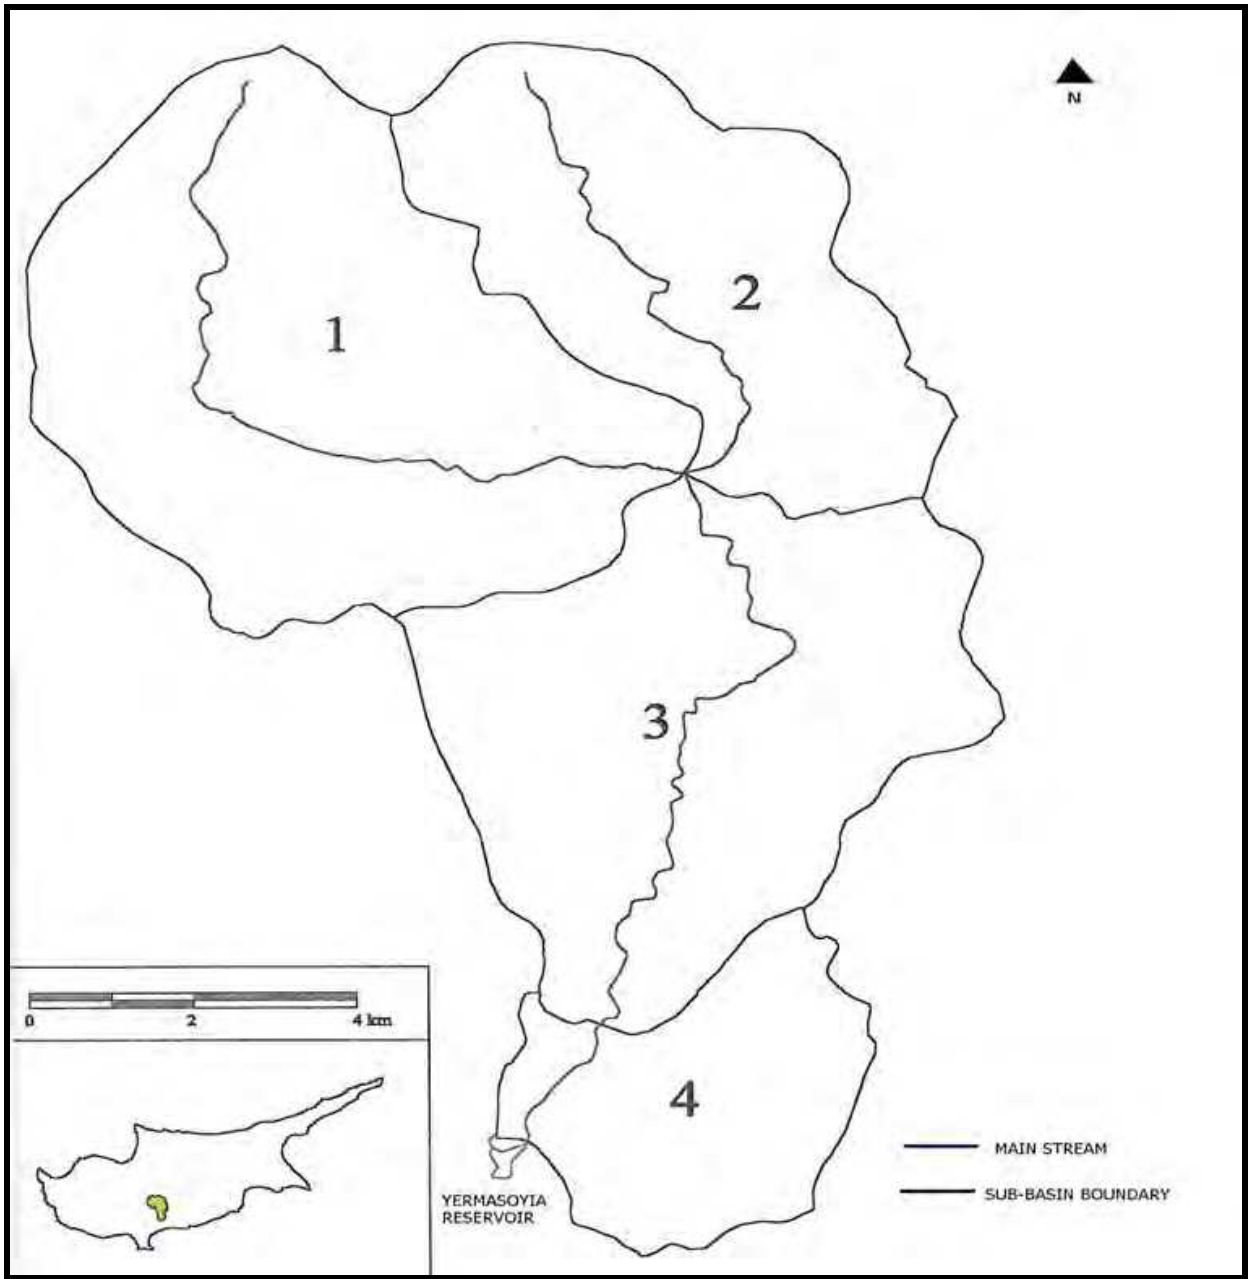 N
2
1
3
0 2 4 km
4
MAIN STREAM
SUB-BASIN BOUNDARY
YERMASOYIA
RESERVOIR